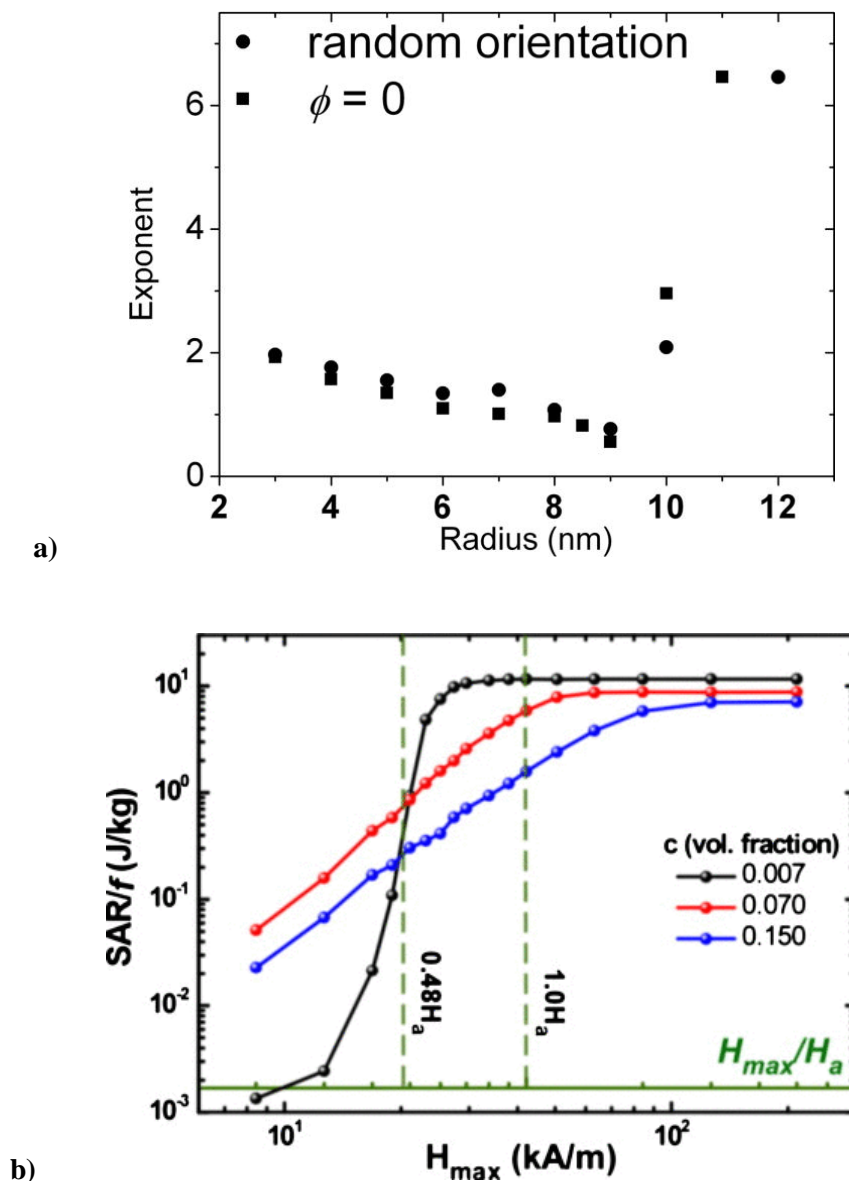 random orientation
ϕ = 0
6
4
2
0
Exponent
2 4 6 8 10 12
Radius (nm)
a)
10¹
10⁰
10⁻¹
10⁻²
10⁻³
SAR/f (J/kg)
c (vol. fraction)
0.007
0.070
0.150
0.48Hₐ
1.0Hₐ
Hₘₐₓ/Hₐ
10¹ 10²
Hₘₐₓ (kA/m)
b)